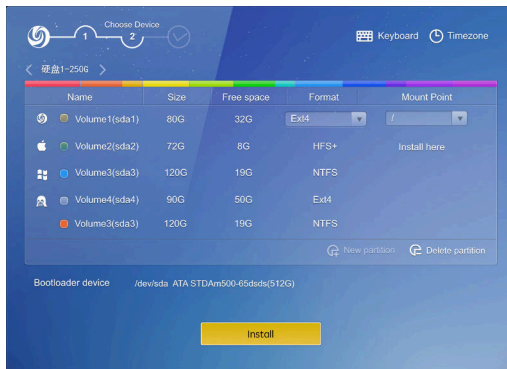 Choose Device
1 2
Keyboard Timezone
硬盘1~250G
Name Size Free space Format Mount Point
Volume1(sda1) 80G 32G Ext4 /
Volume2(sda2) 72G 8G HFS+ Install here
Volume3(sda3) 120G 19G NTFS
Volume4(sda4) 90G 50G Ext4
Volume3(sda3) 120G 19G NTFS
New partition Delete partition
Bootloader device /dev/sda ATA STDAm500-65dsds(512G)
Install